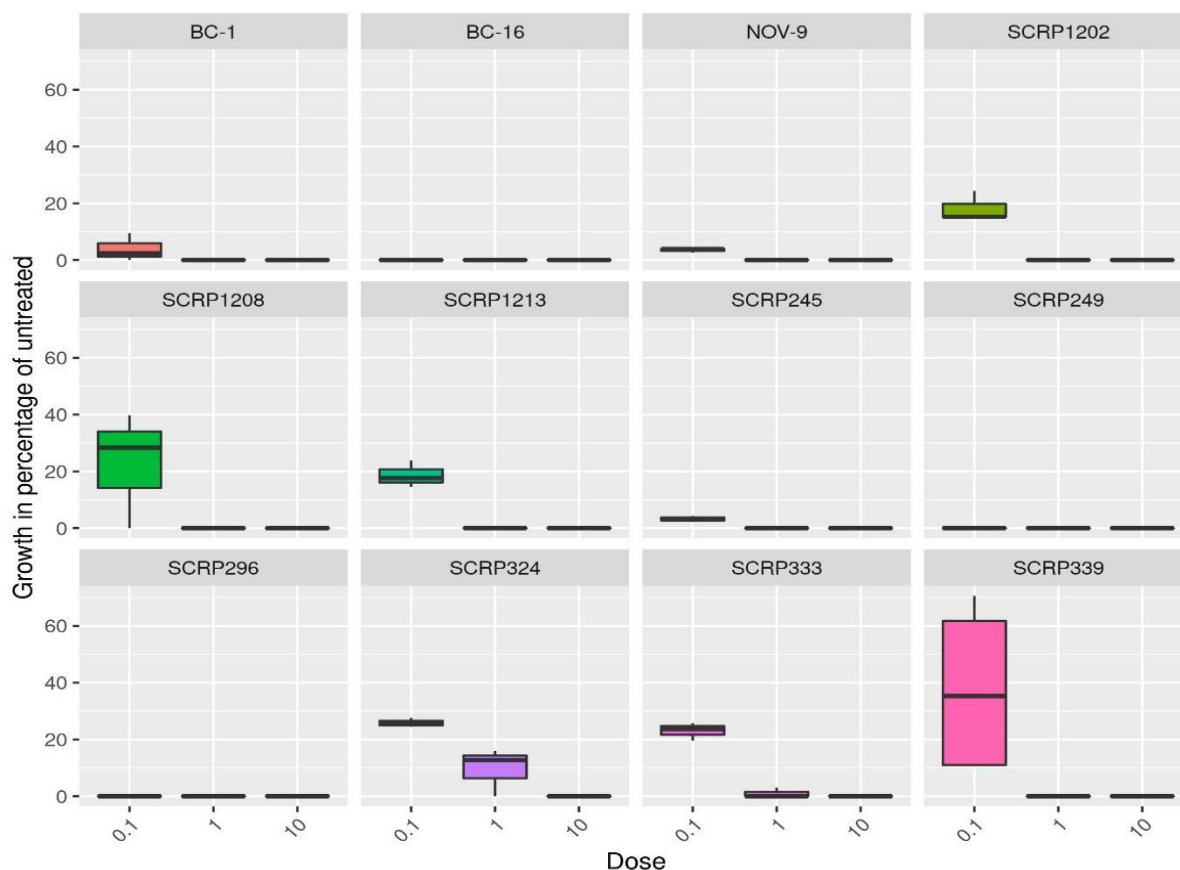 BC-1 BC-16 NOV-9 SCRP1202
60
40
20
0
SCRP1208 SCRP1213 SCRP245 SCRP249
60
40
20
0
SCRP296 SCRP324 SCRP333 SCRP339
60
40
20
0
0.1 1 10 0.1 1 10 0.1 1 10 0.1 1 10
Dose
Growth in percentage of untreated